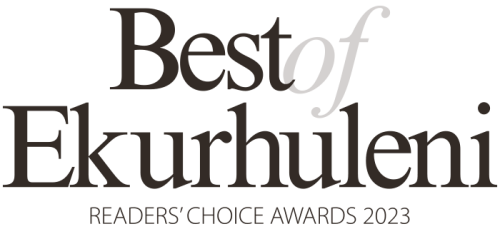 Best of
Ekurhuleni
READERS' CHOICE AWARDS 2023